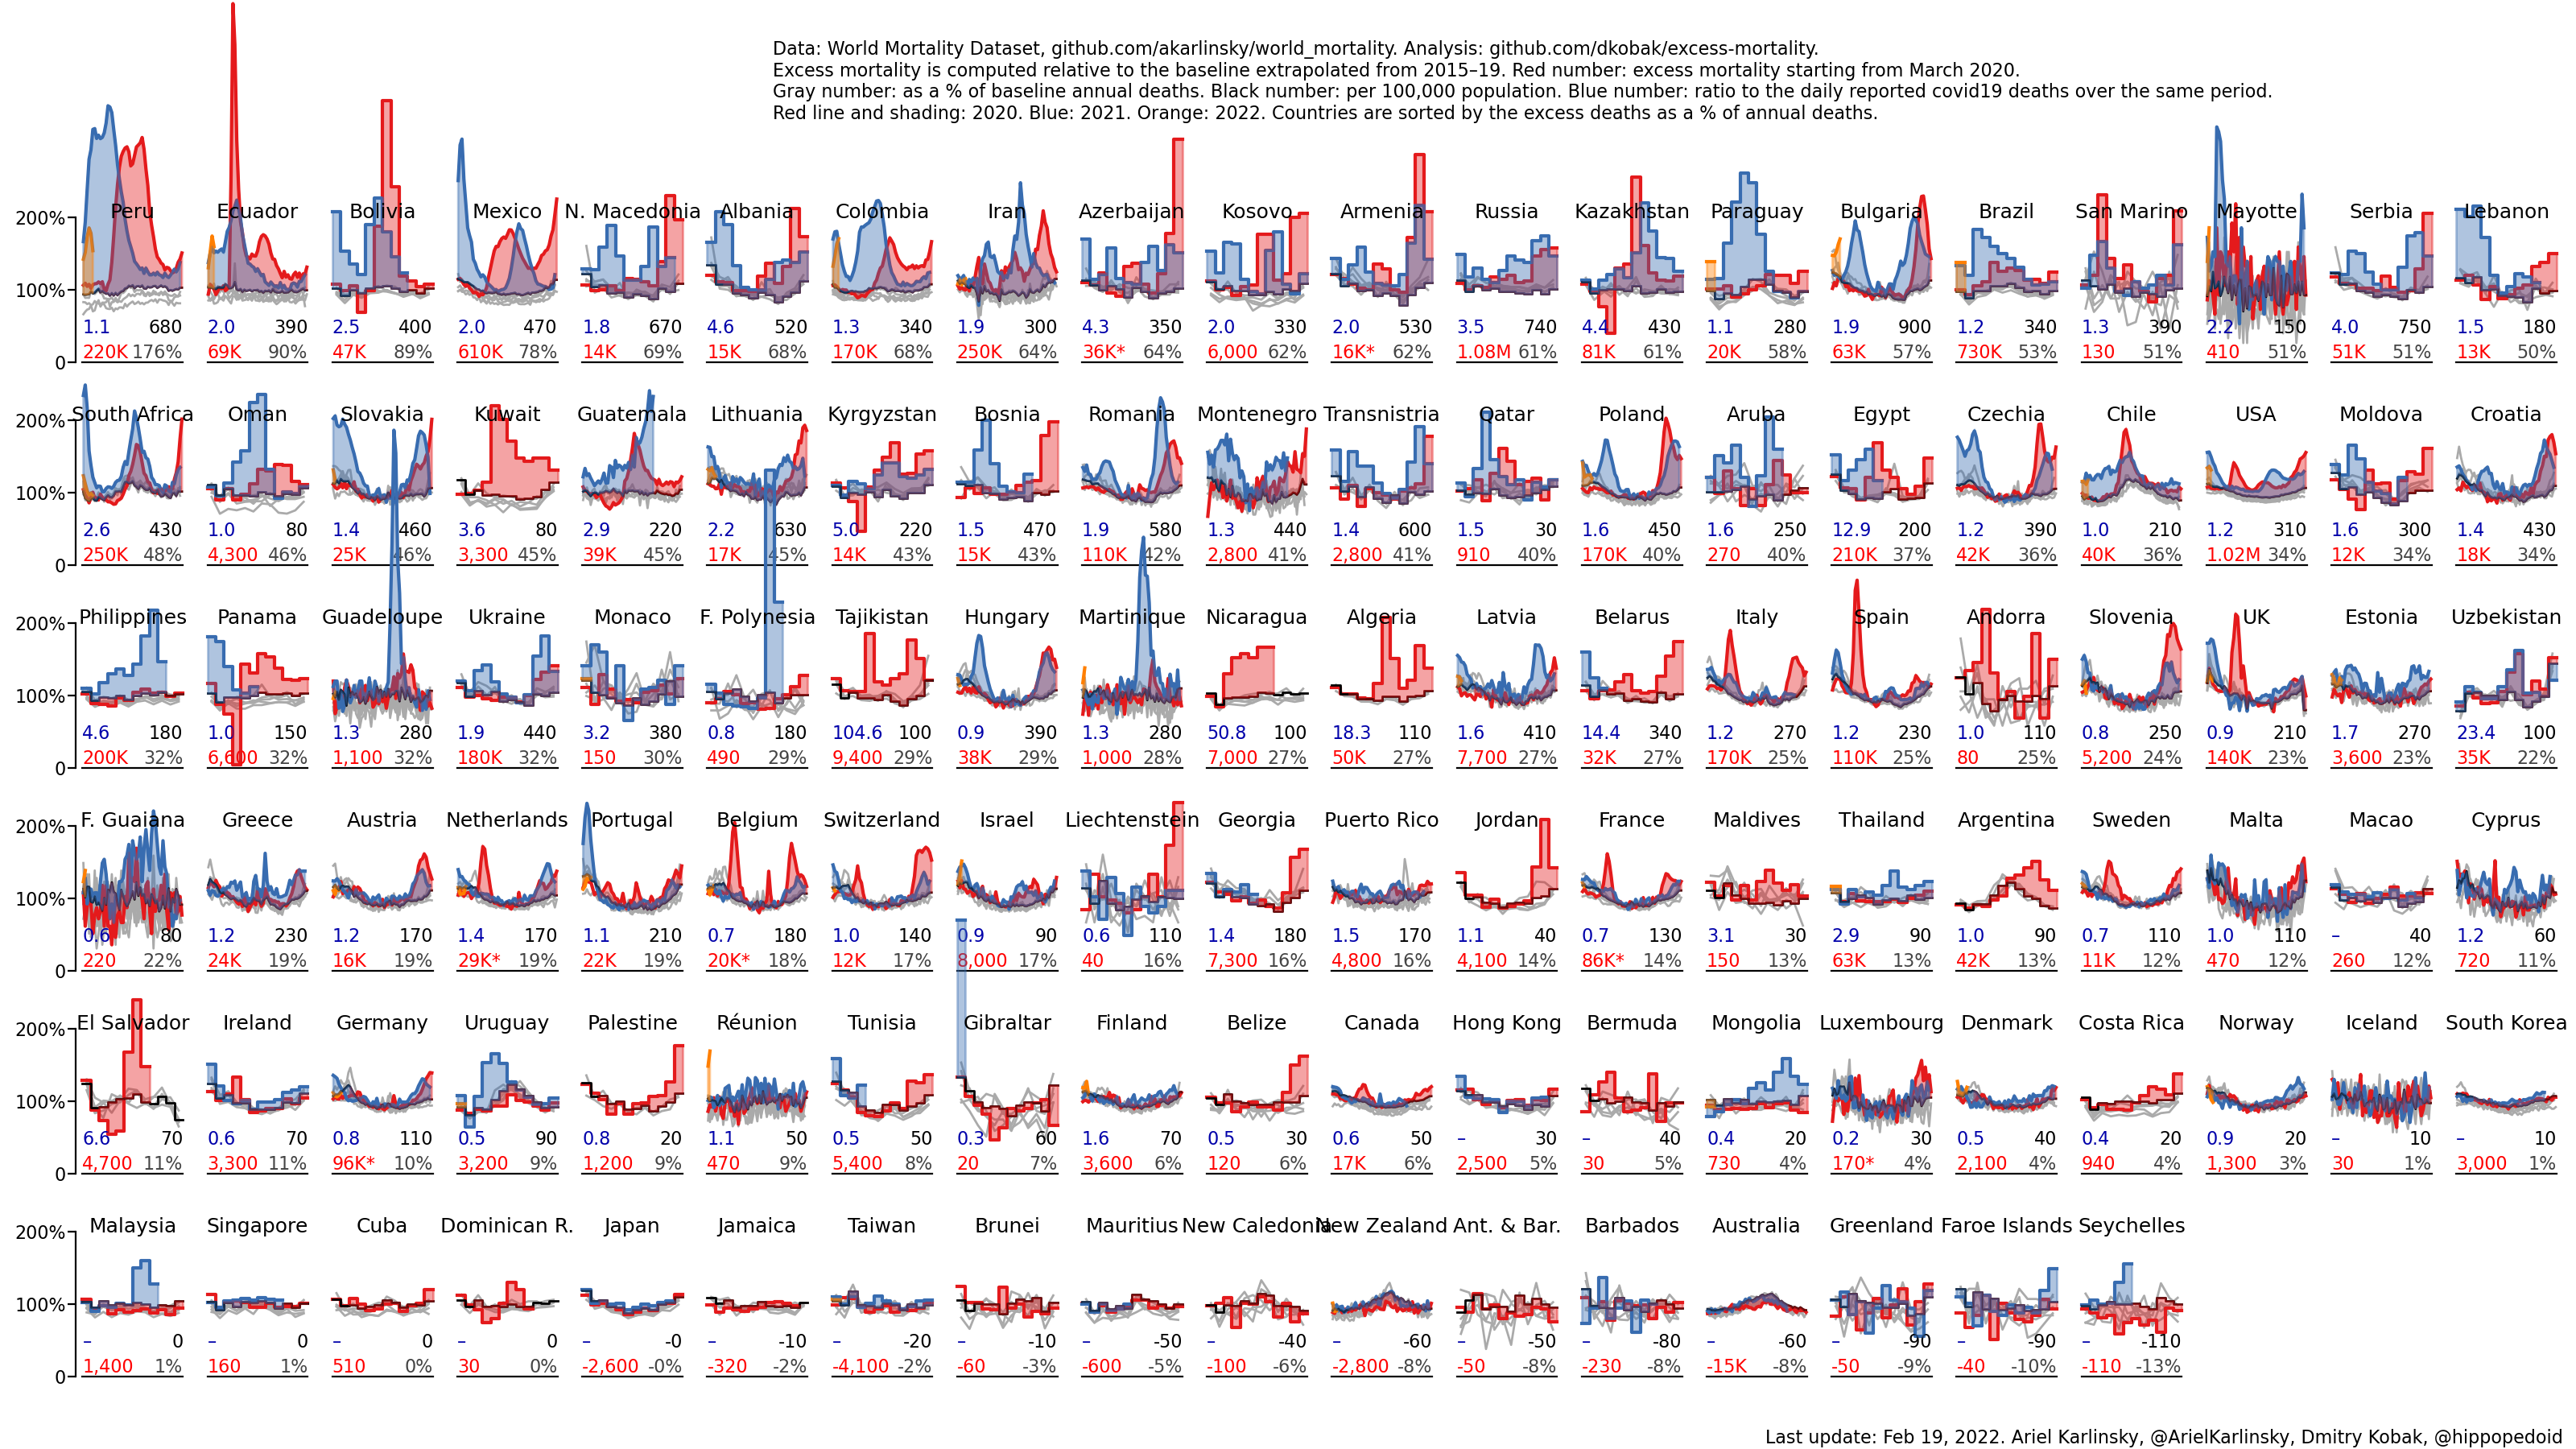 Data: World Mortality Dataset, github.com/akarlinsky/world_mortality. Analysis: github.com/dkobak/excess-mortality.
Excess mortality is computed relative to the baseline extrapolated from 2015–19. Red number: excess mortality starting from March 2020.
Gray number: as a % of baseline annual deaths. Black number: per 100,000 population. Blue number: ratio to the daily reported covid19 deaths over the same period.
Red line and shading: 2020. Blue: 2021. Orange: 2022. Countries are sorted by the excess deaths as a % of annual deaths.
200% Peru Ecuador Bolivia Mexico N. Macedonia Albania Colombia Iran Azerbaijan Kosovo Armenia Russia Kazakhstan Paraguay Bulgaria Brazil San Marino Mayotte Serbia Lebanon
100%
1.1 680 2.0 390 2.5 400 2.0 470 1.8 670 4.6 520 1.3 340 1.9 300 4.3 350 2.0 330 2.0 530 3.5 740 4.4 430 1.1 280 1.9 900 1.2 340 1.3 390 2.2 150 4.0 750 1.5 180
0 220K 176% 69K 90% 47K 89% 610K 78% 14K 69% 15K 68% 170K 68% 250K 64% 36K* 64% 6,000 62% 16K* 62% 1.08M 61% 81K 61% 20K 58% 63K 57% 730K 53% 130 51% 410 51% 51K 51% 13K 50%
200% South Africa Oman Slovakia Kuwait Guatemala Lithuania Kyrgyzstan Bosnia Romania Montenegro Transnistria Qatar Poland Aruba Egypt Czechia Chile USA Moldova Croatia
100%
2.6 430 1.0 80 1.4 460 3.6 80 2.9 220 2.2 630 5.0 220 1.5 470 1.9 580 1.3 440 1.4 600 1.5 30 1.6 450 1.6 250 12.9 200 1.2 390 1.0 210 1.2 310 1.6 300 1.4 430
0 250K 48% 4,300 46% 25K 46% 3,300 45% 39K 45% 17K 45% 14K 43% 15K 43% 110K 42% 2,800 41% 2,800 41% 910 40% 170K 40% 270 40% 210K 37% 42K 36% 40K 36% 1.02M 34% 12K 34% 18K 34%
200% Philippines Panama Guadeloupe Ukraine Monaco F. Polynesia Tajikistan Hungary Martinique Nicaragua Algeria Latvia Belarus Italy Spain Andorra Slovenia UK Estonia Uzbekistan
100%
4.6 180 1.0 150 1.3 280 1.9 440 3.2 380 0.8 180 104.6 100 0.9 390 1.3 280 50.8 100 18.3 110 1.6 410 14.4 340 1.2 270 1.2 230 1.0 110 0.8 250 0.9 210 1.7 270 23.4 100
0 200K 32% 6,600 32% 1,100 32% 180K 32% 150 30% 490 29% 9,400 29% 38K 29% 1,000 28% 7,000 27% 50K 27% 7,700 27% 32K 27% 170K 25% 110K 25% 80 25% 5,200 24% 140K 23% 3,600 23% 35K 22%
200% F. Guaiana Greece Austria Netherlands Portugal Belgium Switzerland Israel Liechtenstein Georgia Puerto Rico Jordan France Maldives Thailand Argentina Sweden Malta Macao Cyprus
100%
0.6 80 1.2 230 1.2 170 1.4 170 1.1 210 0.7 180 1.0 140 0.9 90 0.6 110 1.4 180 1.5 170 1.1 40 0.7 130 3.1 30 2.9 90 1.0 90 0.7 110 1.0 110 – 40 1.2 60
0 220 22% 24K 19% 16K 19% 29K* 19% 22K 19% 20K* 18% 12K 17% 8,000 17% 40 16% 7,300 16% 4,800 16% 4,100 14% 86K* 14% 150 13% 63K 13% 42K 13% 11K 12% 470 12% 260 12% 720 11%
200% El Salvador Ireland Germany Uruguay Palestine Réunion Tunisia Gibraltar Finland Belize Canada Hong Kong Bermuda Mongolia Luxembourg Denmark Costa Rica Norway Iceland South Korea
100%
6.6 70 0.6 70 0.8 110 0.5 90 0.8 20 1.1 50 0.5 50 0.3 60 1.6 70 0.5 30 0.6 50 – 30 – 40 0.4 20 0.2 30 0.5 40 0.4 20 0.9 20 – 10 – 10
0 4,700 11% 3,300 11% 96K* 10% 3,200 9% 1,200 9% 470 9% 5,400 8% 20 7% 3,600 6% 120 6% 17K 6% 2,500 5% 30 5% 730 4% 170* 4% 2,100 4% 940 4% 1,300 3% 30 1% 3,000 1%
200% Malaysia Singapore Cuba Dominican R. Japan Jamaica Taiwan Brunei Mauritius New Caledonia New Zealand Ant. & Bar. Barbados Australia Greenland Faroe Islands Seychelles
100%
– 0 – 0 – 0 – 0 – -0 – -10 – -20 – -10 – -50 – -40 – -60 – -50 – -80 – -60 – -90 – -90 – -110
0 1,400 1% 160 1% 510 0% 30 0% -2,600 -0% -320 -2% -4,100 -2% -60 -3% -600 -5% -100 -6% -2,800 -8% -50 -8% -230 -8% -15K -8% -50 -9% -40 -10% -110 -13%
Last update: Feb 19, 2022. Ariel Karlinsky, @ArielKarlinsky, Dmitry Kobak, @hippopedoid